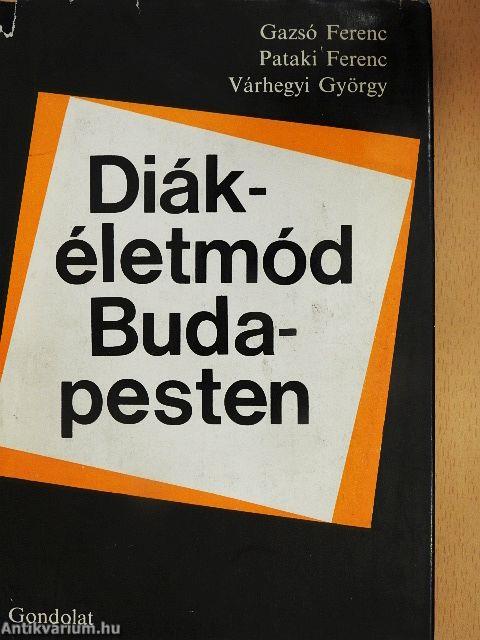 Gazsó Ferenc
Pataki Ferenc
Várhegyi György
Diák-
életmód
Buda-
pesten
Gondolat
Antikvarium.hu